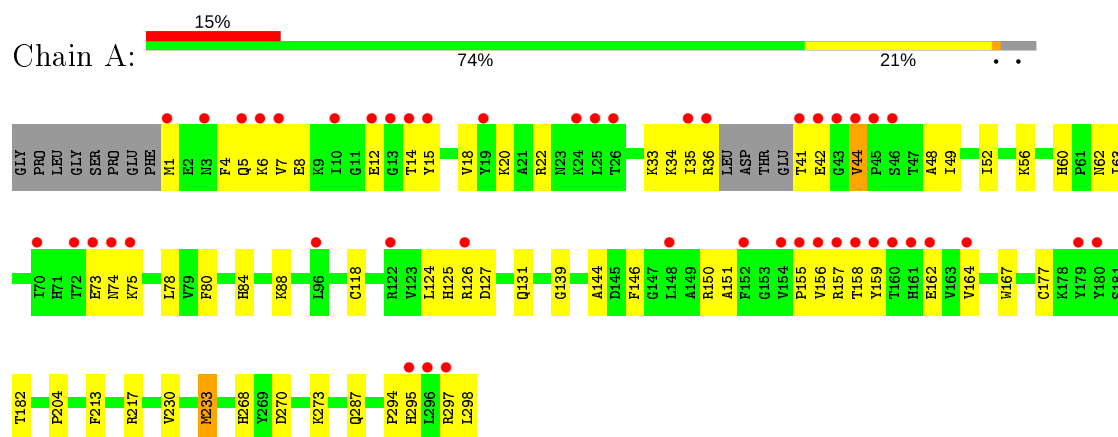 15%
Chain A:
74% 21% • •
GLY PRO LEU GLY SER PRO GLU PHE M1 E2 N3 F4 Q5 K6 V7 E8 K9 I10 G11 E12 G13 T14 Y15 V18 Y19 K20 A21 R22 N23 K24 L25 T26 K33 K34 I35 R36 LEU ASP THR GLU T41 E42 G43 V44 P45 S46 T47 A48 I49 I52 K56 H60 P61 N62 I63
I70 H71 T72 E73 N74 K75 L78 V79 F80 H84 K88 L96 R122 V123 L124 H125 R126 D127 Q131 G139 A144 D145 F146 G147 L148 A149 R150 A151 F152 G153 V154 P155 V156 R157 T158 Y159 T160 H161 E162 V163 V164 W167 C177 K178 Y179 Y180 S181
T182 P204 F213 R217 V230 M233 H268 Y269 D270 K273 Q287 P294 H295 L296 R297 L298